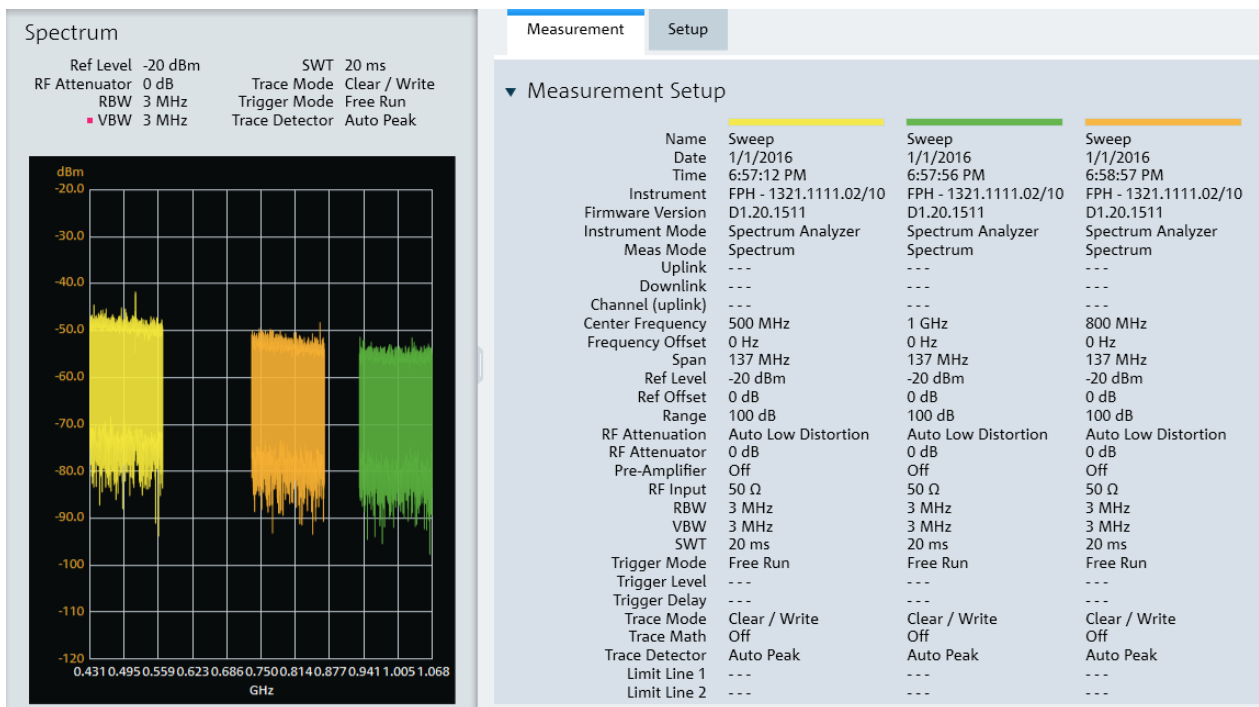 Spectrum
Ref Level -20 dBm SWT 20 ms
RF Attenuator 0 dB Trace Mode Clear / Write
RBW 3 MHz Trigger Mode Free Run
VBW 3 MHz Trace Detector Auto Peak
dBm
-20.0
-30.0
-40.0
-50.0
-60.0
-70.0
-80.0
-90.0
-100
-110
-120
0.431 0.495 0.559 0.623 0.686 0.750 0.814 0.877 0.941 1.005 1.068
GHz
Measurement Setup
Measurement Setup
Name Sweep Sweep Sweep
Date 1/1/2016 1/1/2016 1/1/2016
Time 6:57:12 PM 6:57:56 PM 6:58:57 PM
Instrument FPH - 1321.1111.02/10 FPH - 1321.1111.02/10 FPH - 1321.1111.02/10
Firmware Version D1.20.1511 D1.20.1511 D1.20.1511
Instrument Mode Spectrum Analyzer Spectrum Analyzer Spectrum Analyzer
Meas Mode Spectrum Spectrum Spectrum
Uplink - - - - - - - - -
Downlink - - - - - - - - -
Channel (uplink) - - - - - - - - -
Center Frequency 500 MHz 1 GHz 800 MHz
Frequency Offset 0 Hz 0 Hz 0 Hz
Span 137 MHz 137 MHz 137 MHz
Ref Level -20 dBm -20 dBm -20 dBm
Ref Offset 0 dB 0 dB 0 dB
Range 100 dB 100 dB 100 dB
RF Attenuation Auto Low Distortion Auto Low Distortion Auto Low Distortion
RF Attenuator 0 dB 0 dB 0 dB
Pre-Amplifier Off Off Off
RF Input 50 Ω 50 Ω 50 Ω
RBW 3 MHz 3 MHz 3 MHz
VBW 3 MHz 3 MHz 3 MHz
SWT 20 ms 20 ms 20 ms
Trigger Mode Free Run Free Run Free Run
Trigger Level - - - - - - - - -
Trigger Delay - - - - - - - - -
Trace Mode Clear / Write Clear / Write Clear / Write
Trace Math Off Off Off
Trace Detector Auto Peak Auto Peak Auto Peak
Limit Line 1 - - - - - - - - -
Limit Line 2 - - - - - - - - -